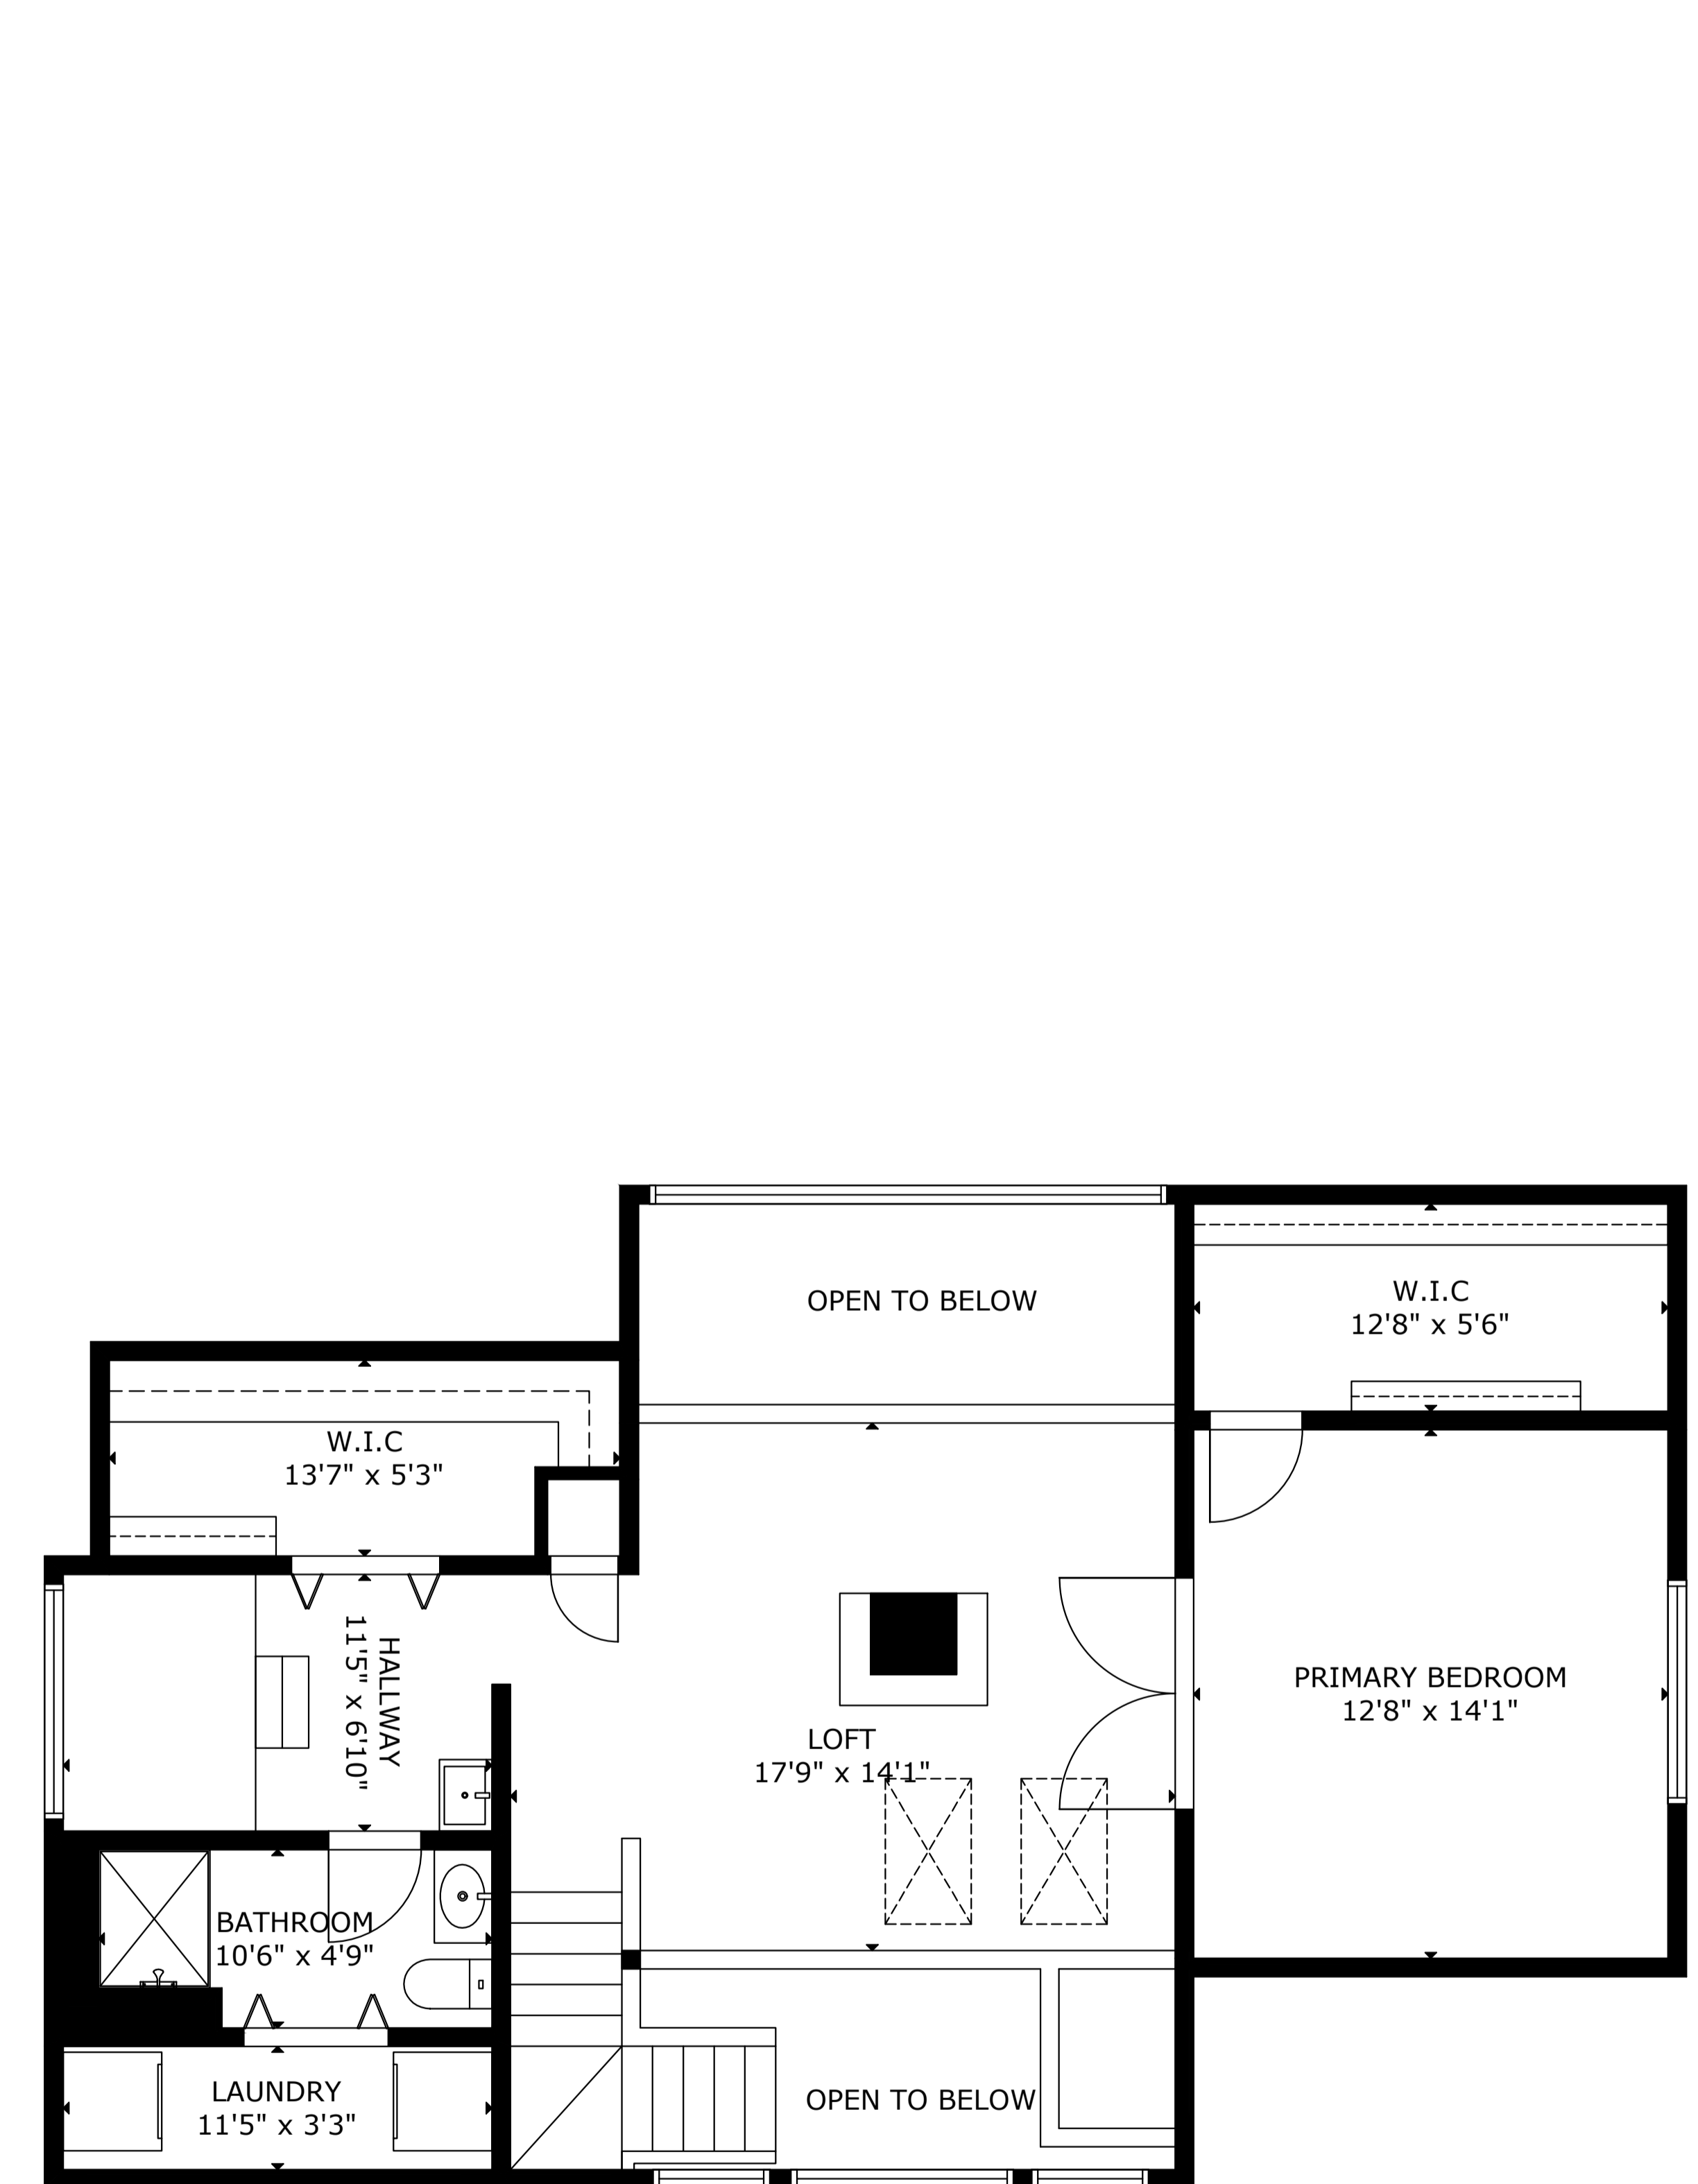 OPEN TO BELOW
W.I.C
12'8" x 5'6"
W.I.C
13'7" x 5'3"
HALLWAY
11'5" x 6'10"
PRIMARY BEDROOM
12'8" x 14'1"
LOFT
17'9" x 14'1"
BATHROOM
10'6" x 4'9"
LAUNDRY
11'5" x 3'3"
OPEN TO BELOW